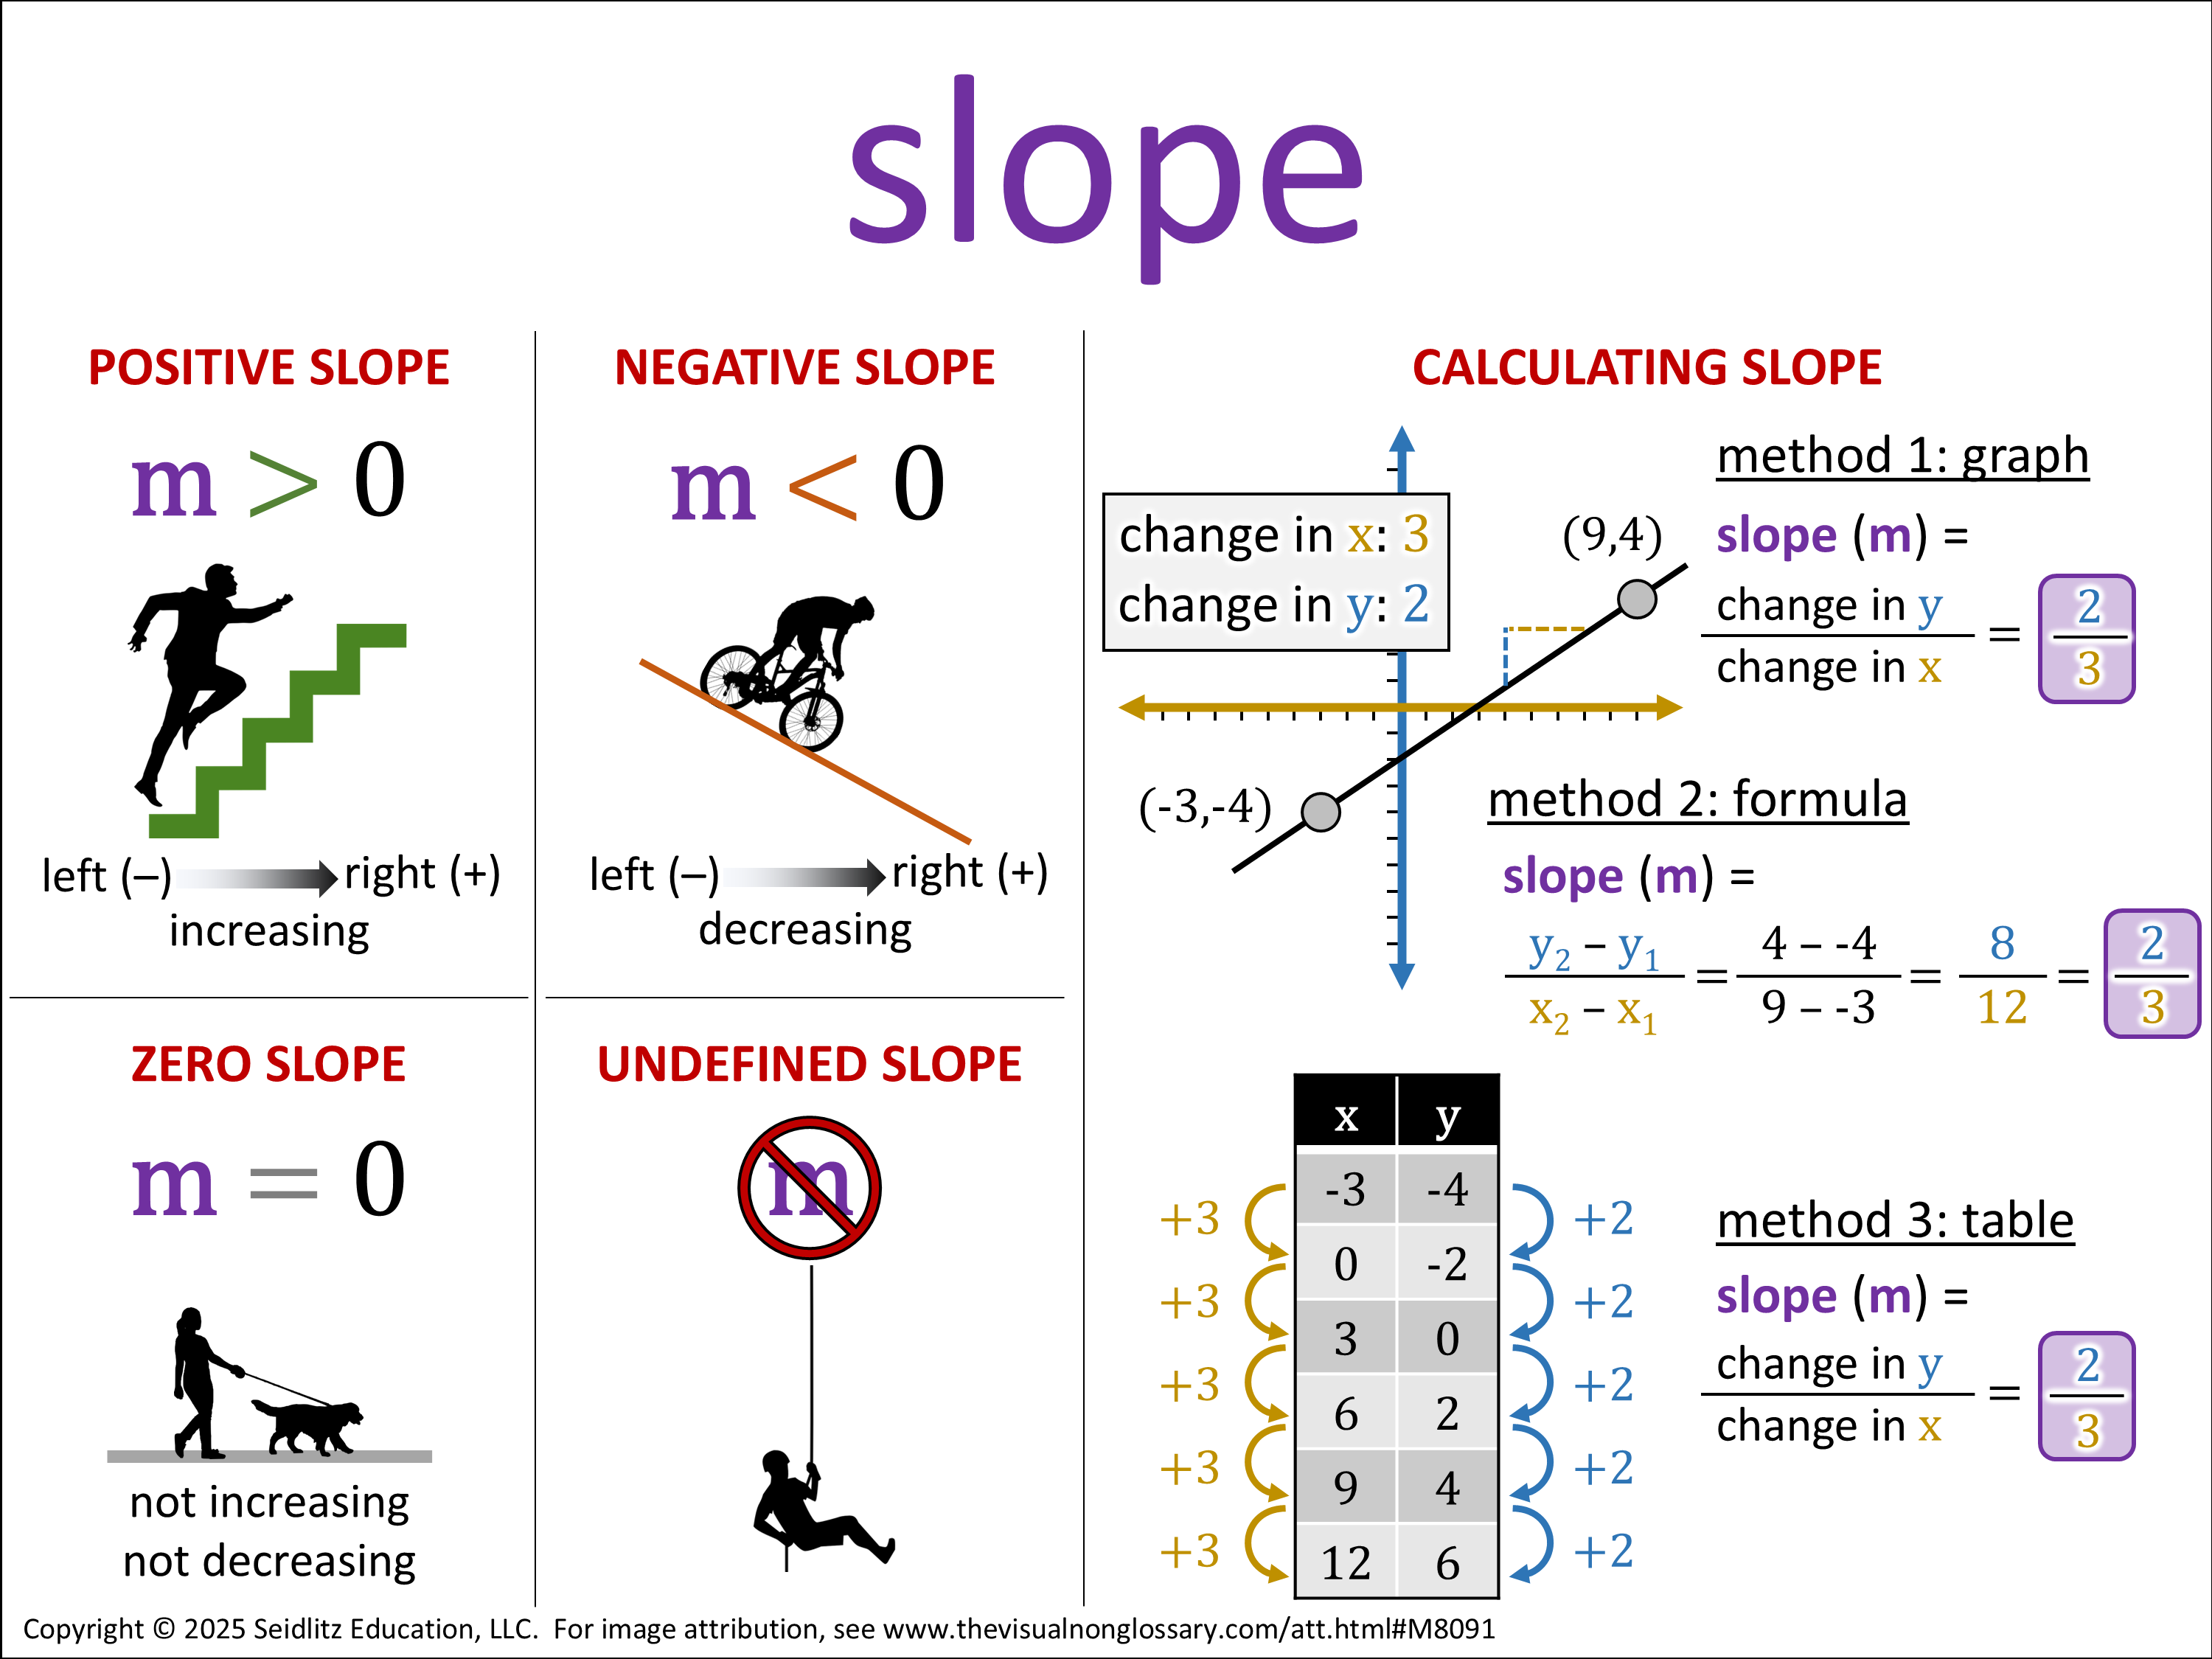 slope
POSITIVE SLOPE
m > 0
left (–) right (+)
increasing
NEGATIVE SLOPE
m < 0
left (–) right (+)
decreasing
ZERO SLOPE
m = 0
not increasing
not decreasing
UNDEFINED SLOPE
m
CALCULATING SLOPE
change in x: 3
change in y: 2
(9,4)
(-3,-4)
method 1: graph
slope (m) =
change in y
change in x
=
2
3
method 2: formula
slope (m) =
y₂ – y₁
x₂ – x₁
=
4 – -4
9 – -3
=
8
12
=
2
3
x y
-3 -4
0 -2
3 0
6 2
9 4
12 6
+3 +2
+3 +2
+3 +2
+3 +2
+3 +2
method 3: table
slope (m) =
change in y
change in x
=
2
3
Copyright © 2025 Seidlitz Education, LLC. For image attribution, see www.thevisualnonglossary.com/att.html#M8091